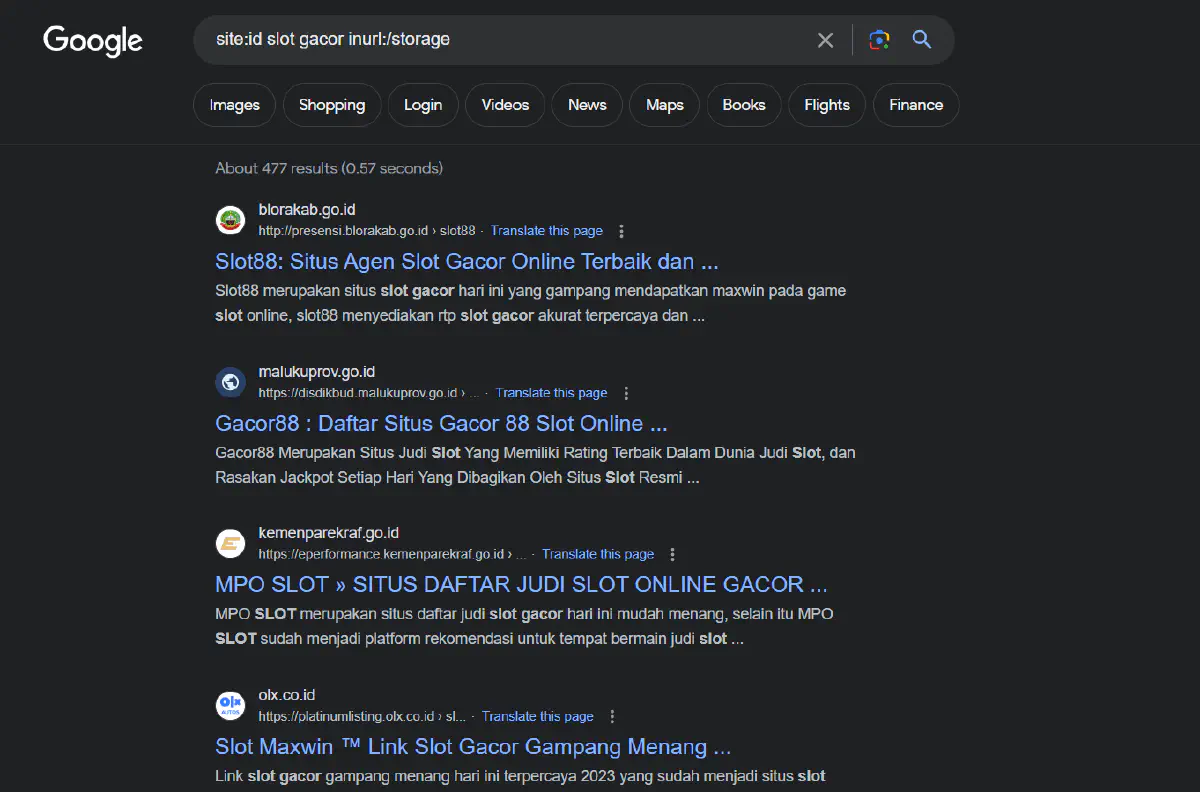 Google
site:id slot gacor inurl:/storage
Images Shopping Login Videos News Maps Books Flights Finance
About 477 results (0.57 seconds)
blorakab.go.id
http://presensi.blorakab.go.id › slot88 · Translate this page
Slot88: Situs Agen Slot Gacor Online Terbaik dan ...
Slot88 merupakan situs slot gacor hari ini yang gampang mendapatkan maxwin pada game
slot online, slot88 menyediakan rtp slot gacor akurat terpercaya dan ...
malukuprov.go.id
https://disdikbud.malukuprov.go.id › ... · Translate this page
Gacor88 : Daftar Situs Gacor 88 Slot Online ...
Gacor88 Merupakan Situs Judi Slot Yang Memiliki Rating Terbaik Dalam Dunia Judi Slot, dan
Rasakan Jackpot Setiap Hari Yang Dibagikan Oleh Situs Slot Resmi ...
kemenparekraf.go.id
https://eperformance.kemenparekraf.go.id › ... · Translate this page
MPO SLOT » SITUS DAFTAR JUDI SLOT ONLINE GACOR ...
MPO SLOT merupakan situs daftar judi slot gacor hari ini mudah menang, selain itu MPO
SLOT sudah menjadi platform rekomendasi untuk tempat bermain judi slot ...
olx
AUTOS
olx.co.id
https://platinumlisting.olx.co.id › sl... · Translate this page
Slot Maxwin ™ Link Slot Gacor Gampang Menang ...
Link slot gacor gampang menang hari ini terpercaya 2023 yang sudah menjadi situs slot